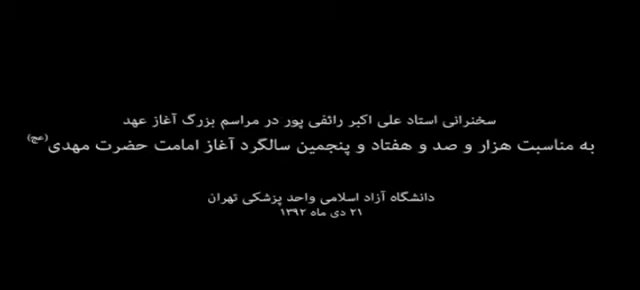 سخنرانی استاد علی اکبر رائفی پور در مراسم بزرگ آغاز عهد
به مناسبت هزار و صد و هفتاد و پنجمین سالگرد آغاز امامت حضرت مهدی(عج)
دانشگاه آزاد اسلامی واحد پزشکی تهران
۲۱ دی ماه ۱۳۹۲